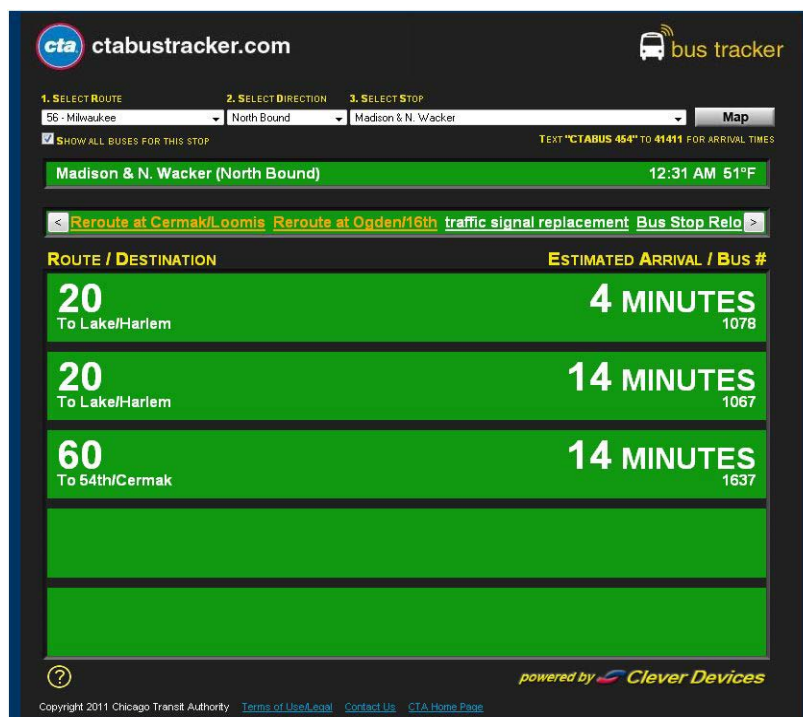 cta ctabustracker.com bus tracker
1. SELECT ROUTE 2. SELECT DIRECTION 3. SELECT STOP
56 - Milwaukee North Bound Madison & N. Wacker Map
SHOW ALL BUSES FOR THIS STOP TEXT "CTABUS 454" TO 41411 FOR ARRIVAL TIMES
Madison & N. Wacker (North Bound) 12:31 AM 51°F
< Reroute at Cermak/Loomis Reroute at Ogden/16th traffic signal replacement Bus Stop Relo >
ROUTE / DESTINATION ESTIMATED ARRIVAL / BUS #
20 4 MINUTES
To Lake/Harlem 1078
20 14 MINUTES
To Lake/Harlem 1067
60 14 MINUTES
To 54th/Cermak 1637
? powered by Clever Devices
Copyright 2011 Chicago Transit Authority Terms of Use/Legal Contact Us CTA Home Page